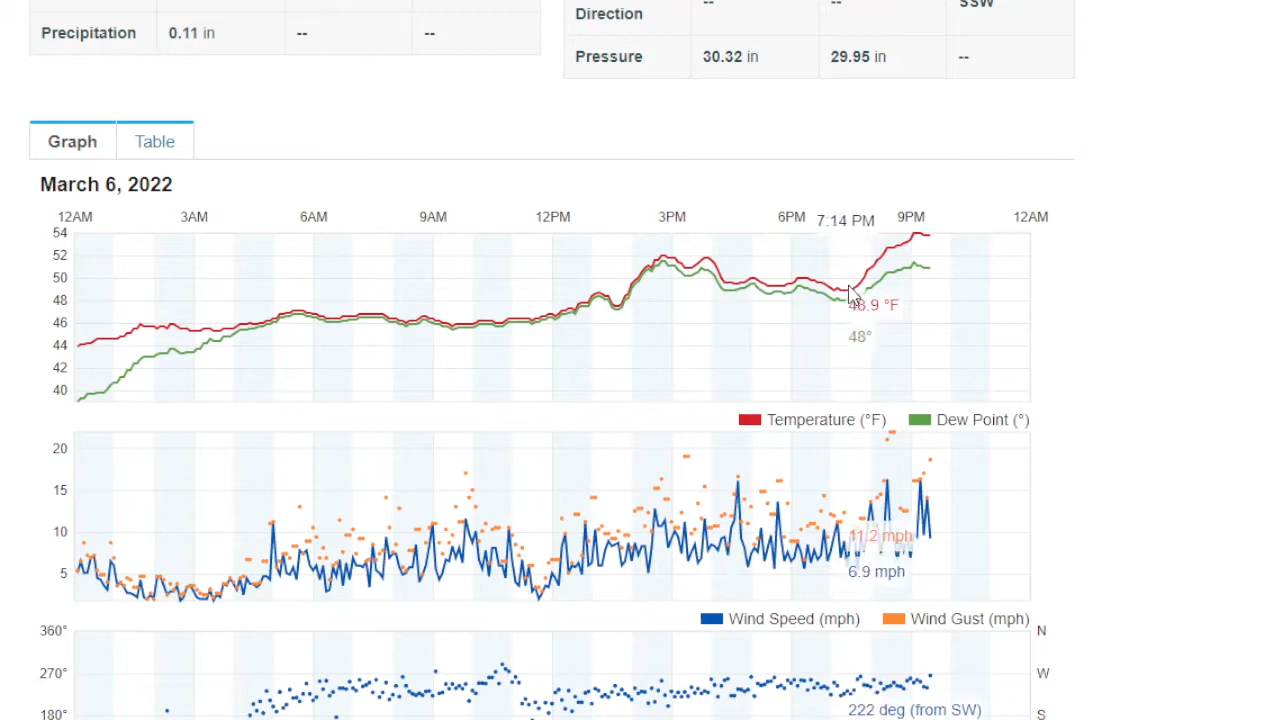 Precipitation 0.11 in -- --
-- -- SSW
Direction
Pressure 30.32 in 29.95 in --
Graph Table
March 6, 2022
12AM 3AM 6AM 9AM 12PM 3PM 6PM 7:14 PM 9PM 12AM
54
52
50
48
46
44
42
40
48.9 °F
48°
Temperature (°F) Dew Point (°)
20
15
10
5
11.2 mph
6.9 mph
Wind Speed (mph) Wind Gust (mph)
360° N
270° W
180° S
222 deg (from SW)